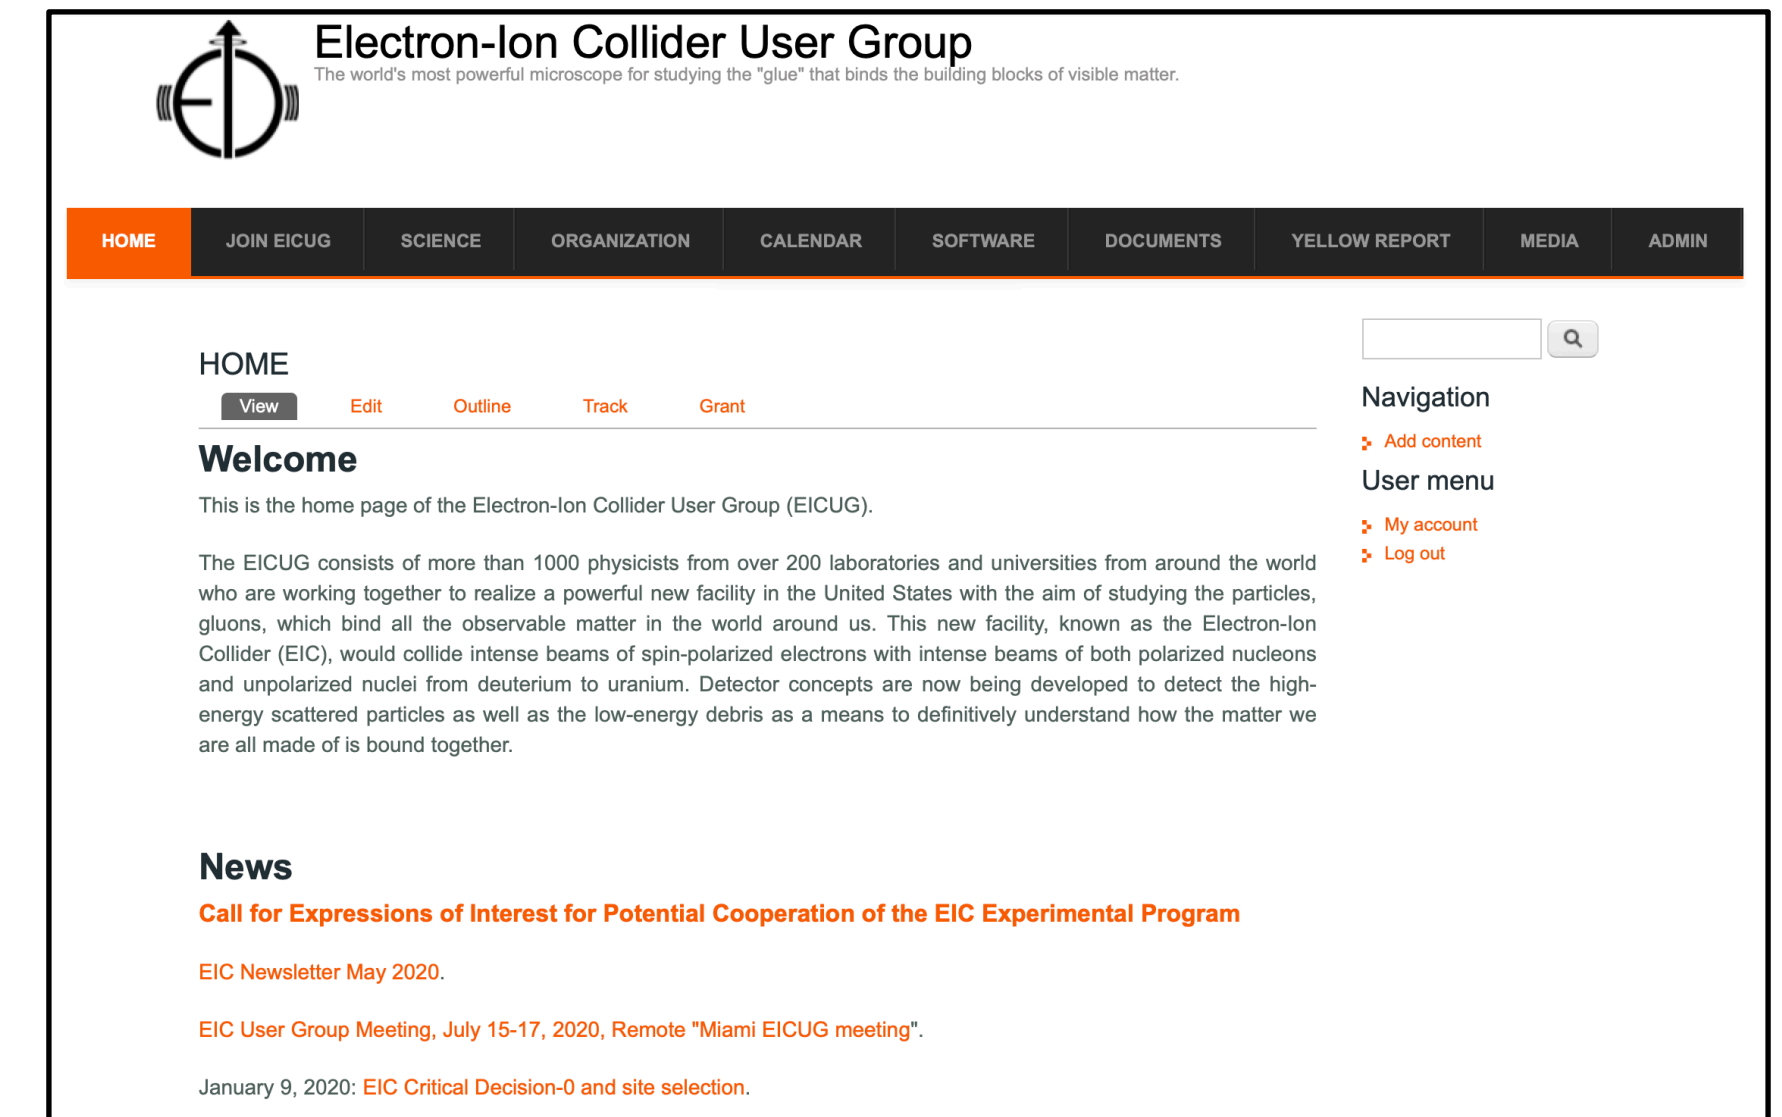 Electron-Ion Collider User Group
The world's most powerful microscope for studying the "glue" that binds the building blocks of visible matter.
HOME JOIN EICUG SCIENCE ORGANIZATION CALENDAR SOFTWARE DOCUMENTS YELLOW REPORT MEDIA ADMIN
HOME
View Edit Outline Track Grant
Welcome
This is the home page of the Electron-Ion Collider User Group (EICUG).
The EICUG consists of more than 1000 physicists from over 200 laboratories and universities from around the world
who are working together to realize a powerful new facility in the United States with the aim of studying the particles,
gluons, which bind all the observable matter in the world around us. This new facility, known as the Electron-Ion
Collider (EIC), would collide intense beams of spin-polarized electrons with intense beams of both polarized nucleons
and unpolarized nuclei from deuterium to uranium. Detector concepts are now being developed to detect the high-
energy scattered particles as well as the low-energy debris as a means to definitively understand how the matter we
are all made of is bound together.
News
Call for Expressions of Interest for Potential Cooperation of the EIC Experimental Program
EIC Newsletter May 2020.
EIC User Group Meeting, July 15-17, 2020, Remote "Miami EICUG meeting".
January 9, 2020: EIC Critical Decision-0 and site selection.
Navigation
Add content
User menu
My account
Log out